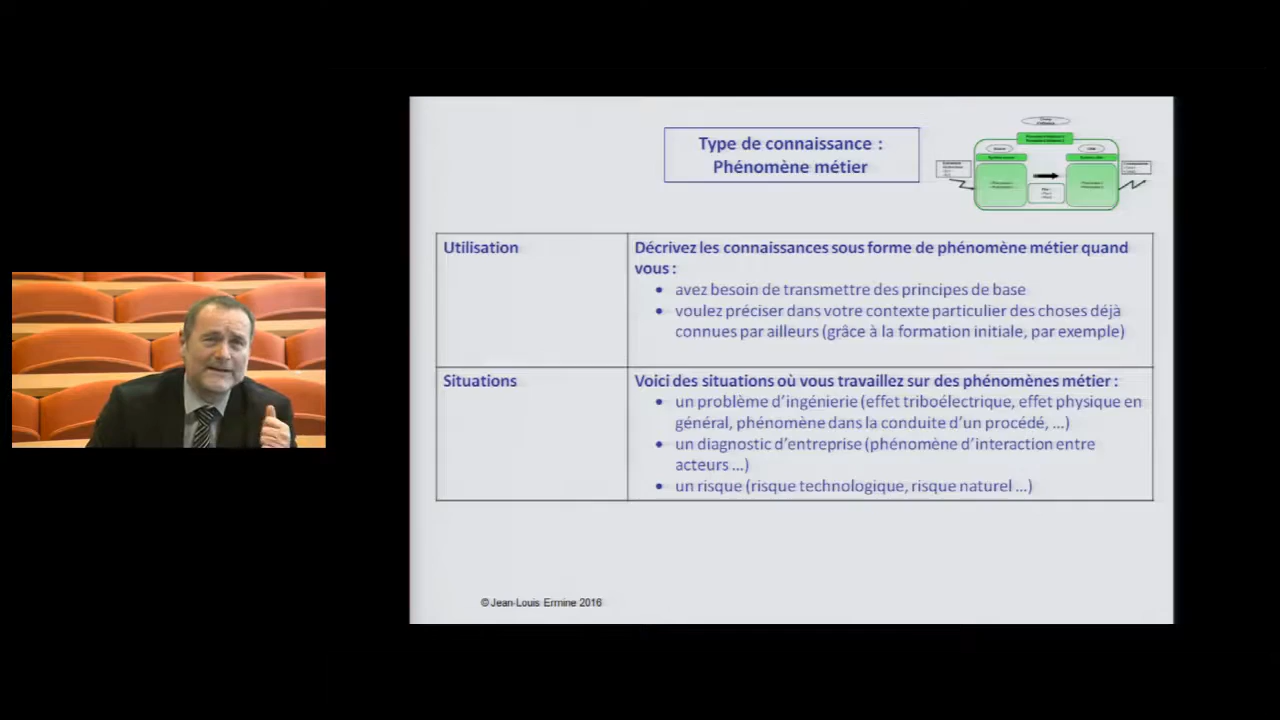 Type de connaissance :
Phénomène métier
Utilisation
Décrivez les connaissances sous forme de phénomène métier quand
vous :
• avez besoin de transmettre des principes de base
• voulez préciser dans votre contexte particulier des choses déjà
connues par ailleurs (grâce à la formation initiale, par exemple)
Situations
Voici des situations où vous travaillez sur des phénomènes métier :
• un problème d’ingénierie (effet triboélectrique, effet physique en
général, phénomène dans la conduite d’un procédé, ...)
• un diagnostic d’entreprise (phénomène d’interaction entre
acteurs ...)
• un risque (risque technologique, risque naturel ...)
© Jean-Louis Ermine 2016